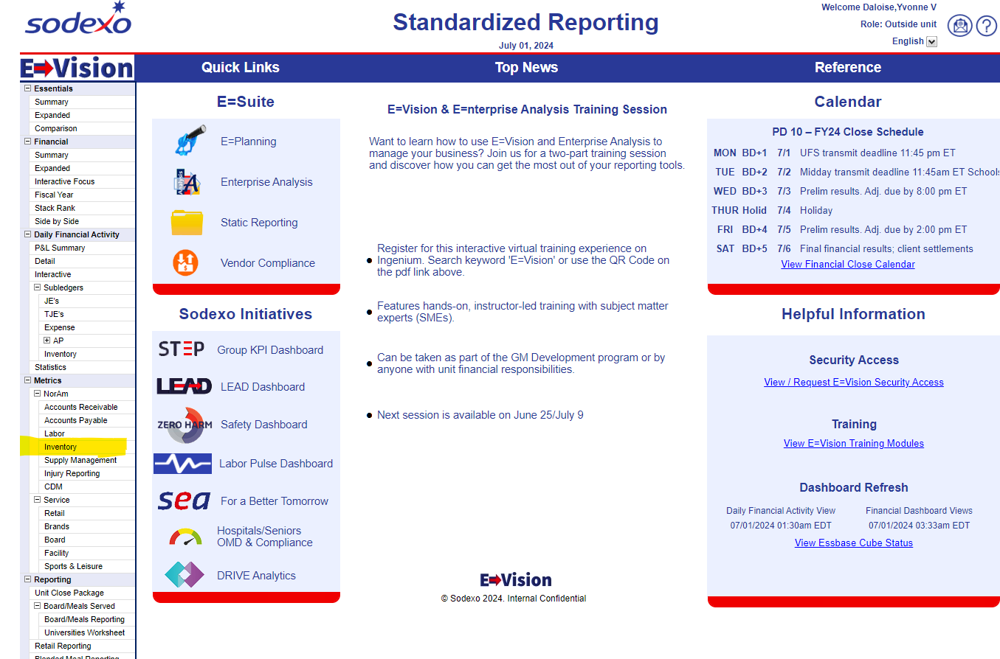 sodexo
Standardized Reporting
July 01, 2024
Welcome Daloise,Yvonne V
Role: Outside unit
English
E Vision
Quick Links
Top News
Reference
Essentials
Summary
Expanded
Comparison
Financial
Summary
Expanded
Interactive Focus
Fiscal Year
Stack Rank
Side by Side
Daily Financial Activity
P&L Summary
Detail
Interactive
Subledgers
JE's
TJE's
Expense
AP
Inventory
Statistics
Metrics
NorAm
Accounts Receivable
Accounts Payable
Labor
Inventory
Supply Management
Injury Reporting
CDM
Service
Retail
Brands
Board
Facility
Sports & Leisure
Reporting
Unit Close Package
Board/Meals Served
Board/Meals Reporting
Universities Worksheet
Retail Reporting
Blended Meal Reporting
E=Suite
E=Planning
Enterprise Analysis
Static Reporting
Vendor Compliance
Sodexo Initiatives
STEP Group KPI Dashboard
LEAD LEAD Dashboard
ZERO HARM Safety Dashboard
Labor Pulse Dashboard
sea For a Better Tomorrow
Hospitals/Seniors
OMD & Compliance
DRIVE Analytics
E=Vision & E=nterprise Analysis Training Session
Want to learn how to use E=Vision and Enterprise Analysis to
manage your business? Join us for a two-part training session
and discover how you can get the most out of your reporting tools.
● Register for this interactive virtual training experience on
Ingenium. Search keyword 'E=Vision' or use the QR Code on
the pdf link above.
● Features hands-on, instructor-led training with subject matter
experts (SMEs).
● Can be taken as part of the GM Development program or by
anyone with unit financial responsibilities.
● Next session is available on June 25/July 9
E Vision
© Sodexo 2024. Internal Confidential
Calendar
PD 10 – FY24 Close Schedule
MON BD+1 7/1 UFS transmit deadline 11:45 pm ET
TUE BD+2 7/2 Midday transmit deadline 11:45am ET Schools
WED BD+3 7/3 Prelim results. Adj. due by 8:00 pm ET
THUR Holid 7/4 Holiday
FRI BD+4 7/5 Prelim results. Adj. due by 2:00 pm ET
SAT BD+5 7/6 Final financial results; client settlements
View Financial Close Calendar
Helpful Information
Security Access
View / Request E=Vision Security Access
Training
View E=Vision Training Modules
Dashboard Refresh
Daily Financial Activity View Financial Dashboard Views
07/01/2024 01:30am EDT 07/01/2024 03:33am EDT
View Essbase Cube Status